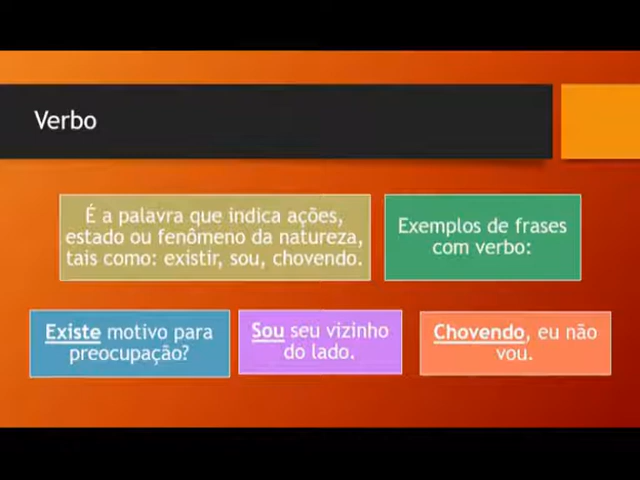 Verbo
É a palavra que indica ações,
estado ou fenômeno da natureza,
tais como: existir, sou, chovendo.
Exemplos de frases
com verbo:
Existe motivo para
preocupação?
Sou seu vizinho
do lado.
Chovendo, eu não
vou.